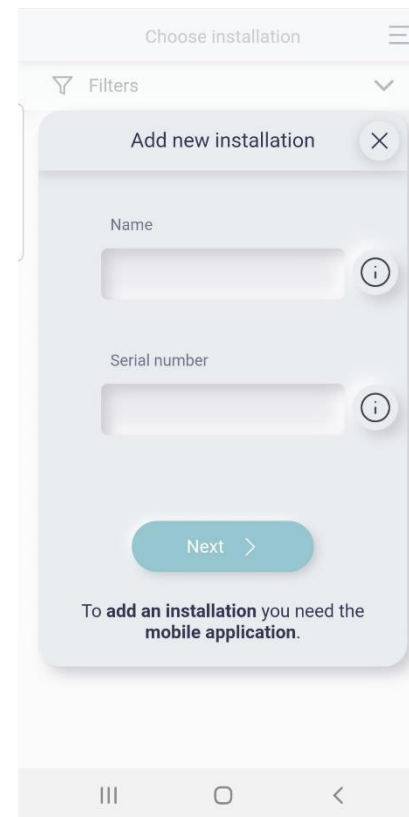 Choose installation
Filters
Add new installation
Name
Serial number
Next
To add an installation you need the
mobile application.